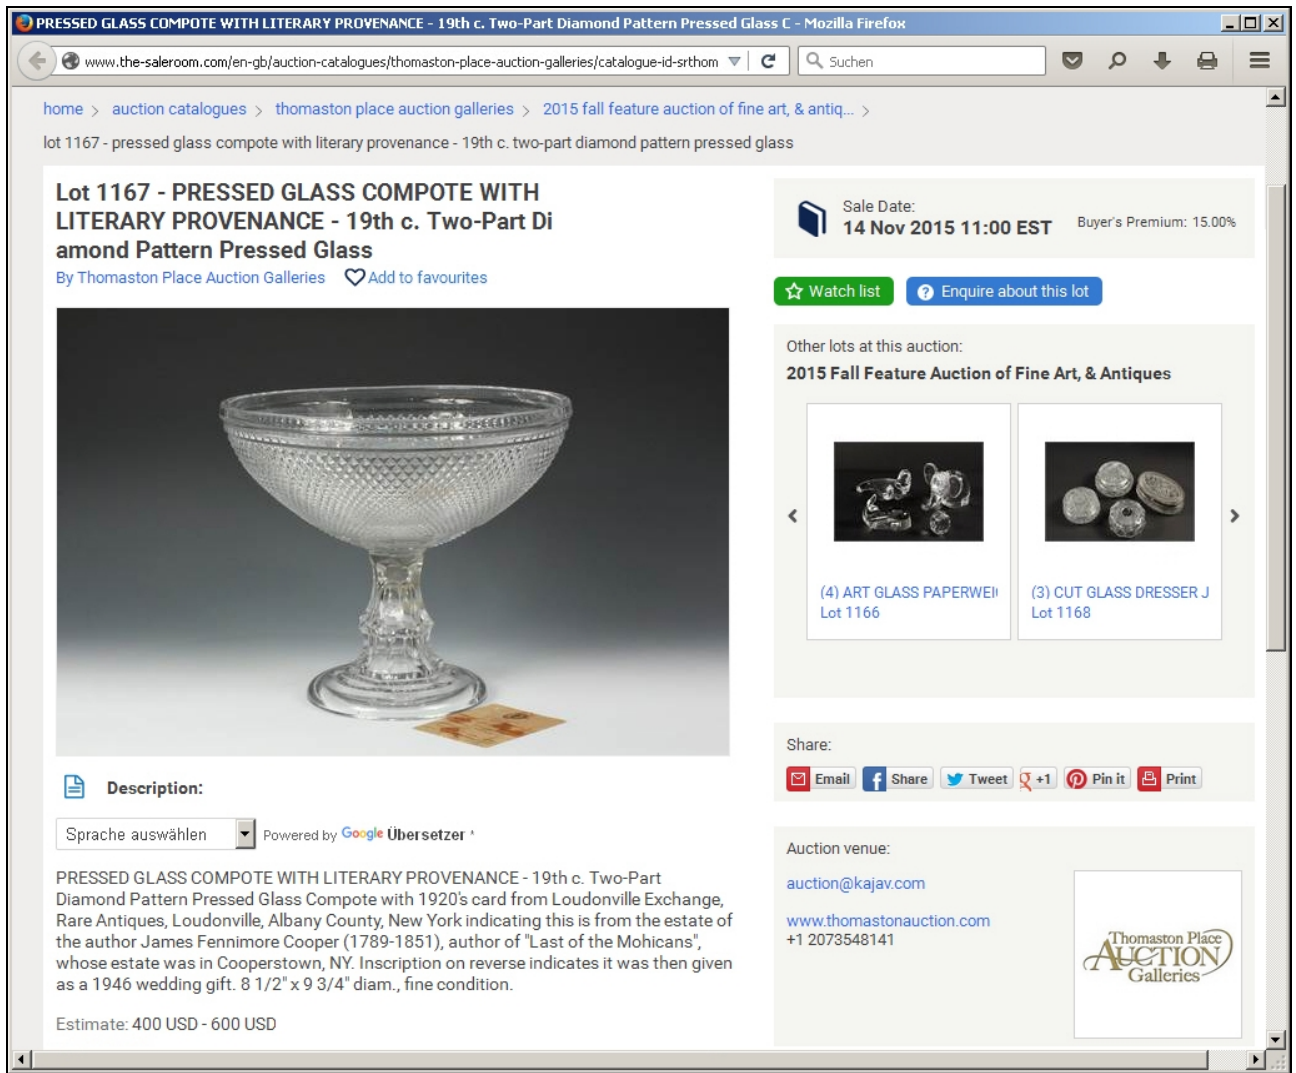 PRESSED GLASS COMPOTE WITH LITERARY PROVENANCE - 19th c. Two-Part Diamond Pattern Pressed Glass C - Mozilla Firefox
www.the-saleroom.com/en-gb/auction-catalogues/thomaston-place-auction-galleries/catalogue-id-srthom
Suchen
home > auction catalogues > thomaston place auction galleries > 2015 fall feature auction of fine art, & antiq... >
lot 1167 - pressed glass compote with literary provenance - 19th c. two-part diamond pattern pressed glass
Lot 1167 - PRESSED GLASS COMPOTE WITH
LITERARY PROVENANCE - 19th c. Two-Part Di
amond Pattern Pressed Glass
By Thomaston Place Auction Galleries Add to favourites
Description:
Sprache auswählen Powered by Google Übersetzer
PRESSED GLASS COMPOTE WITH LITERARY PROVENANCE - 19th c. Two-Part
Diamond Pattern Pressed Glass Compote with 1920's card from Loudonville Exchange,
Rare Antiques, Loudonville, Albany County, New York indicating this is from the estate of
the author James Fennimore Cooper (1789-1851), author of "Last of the Mohicans",
whose estate was in Cooperstown, NY. Inscription on reverse indicates it was then given
as a 1946 wedding gift. 8 1/2" x 9 3/4" diam., fine condition.
Estimate: 400 USD - 600 USD
Sale Date:
14 Nov 2015 11:00 EST
Buyer's Premium: 15.00%
Watch list
Enquire about this lot
Other lots at this auction:
2015 Fall Feature Auction of Fine Art, & Antiques
(4) ART GLASS PAPERWEI
Lot 1166
(3) CUT GLASS DRESSER J
Lot 1168
Share:
Email Share Tweet +1 Pin it Print
Auction venue:
auction@kajav.com
www.thomastonauction.com
+1 2073548141
Thomaston Place
AUCTION
Galleries